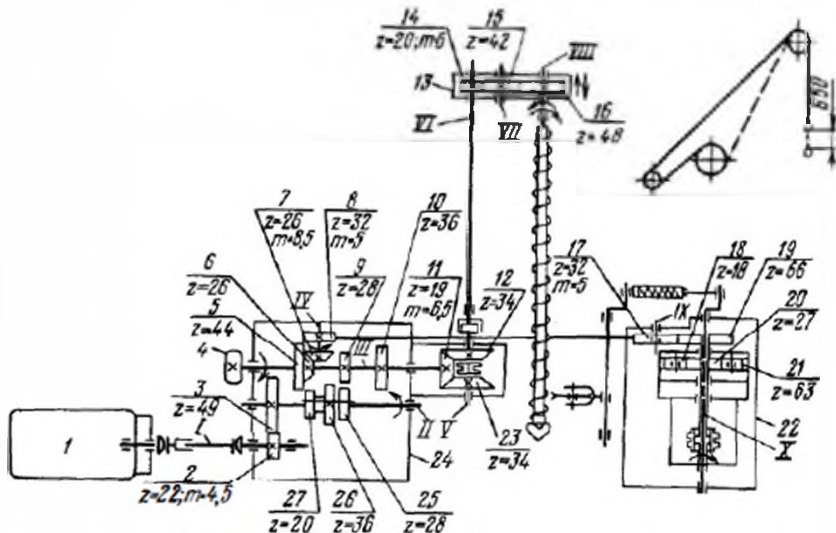 14
z=20; m=6
15
z=42
VIII
13
VI
VII
16
z=48
650
7
z=26
m=8,5
8
z=32
m=5
10
z=36
6
z=26
5
z=44
4
9
z=28
IV
III
11
z=19
m=6,5
12
z=34
17
z=32
m=5
18
z=18
19
z=66
IX
20
z=27
21
z=63
3
z=49
I
1
2
z=22; m=4,5
II
V
23
z=34
24
22
X
27
z=20
26
z=36
25
z=28